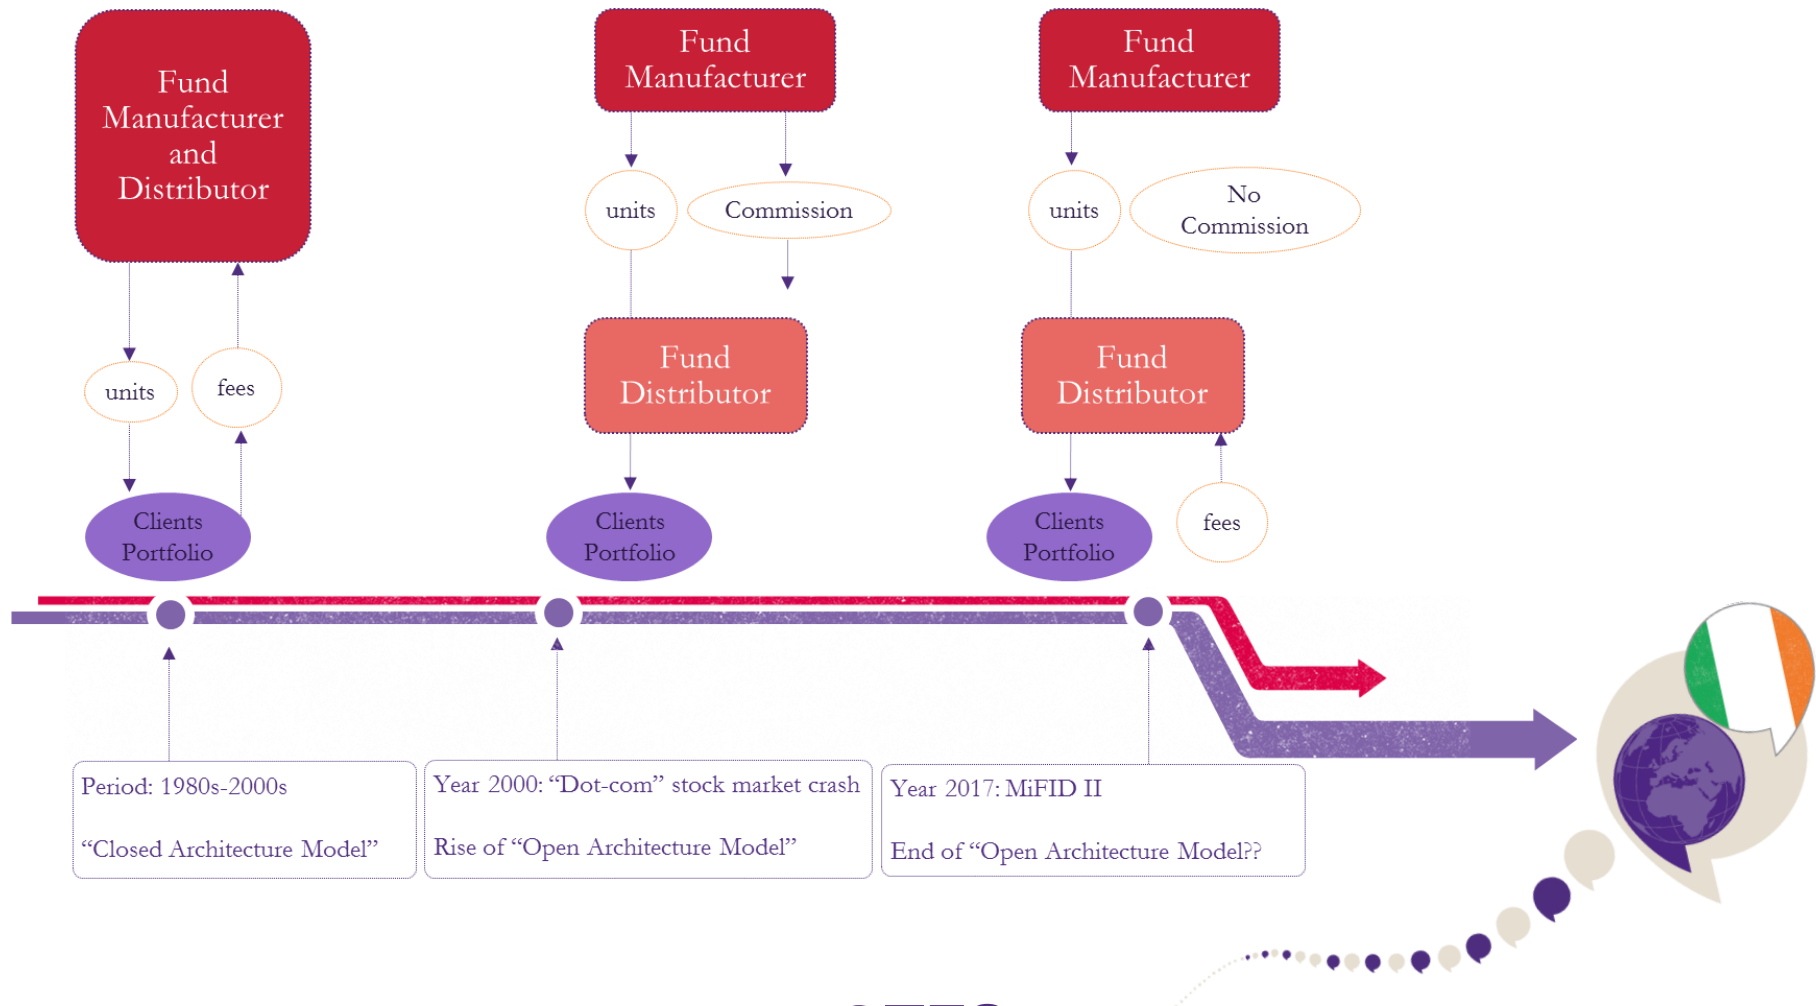 Fund
Manufacturer
and
Distributor
units
fees
Clients
Portfolio
Fund
Manufacturer
units
Commission
Fund
Distributor
Clients
Portfolio
Fund
Manufacturer
units
No
Commission
Fund
Distributor
Clients
Portfolio
fees
Period: 1980s-2000s
“Closed Architecture Model”
Year 2000: “Dot-com” stock market crash
Rise of “Open Architecture Model”
Year 2017: MiFID II
End of “Open Architecture Model??